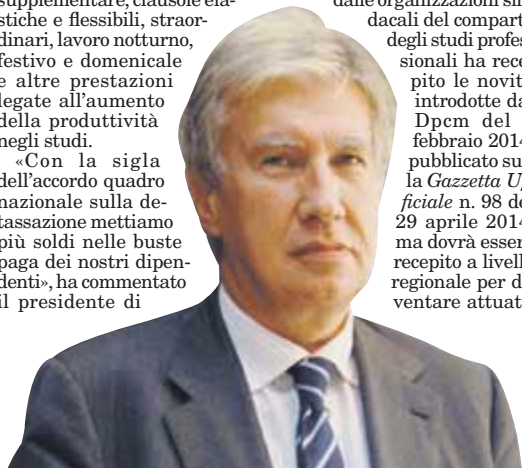 supplementare, clausole ela-
stiche e flessibili, straor-
dinari, lavoro notturno,
festivo e domenicale
e altre prestazioni
legate all'aumento
della produttività
negli studi.
«Con la sigla
dell'accordo quadro
nazionale sulla de-
tassazione mettiamo
più soldi nelle buste
paga dei nostri dipen-
denti», ha commentato
il presidente di
dalle organizzazioni sin
dacali del compart
degli studi profes
sionali ha rece
pito le novit
introdotte da
Dpcm del
febbraio 2014
pubblicato su
la Gazzetta Uf
ficiale n. 98 de
29 aprile 2014
ma dovrà esser
recepito a livell
regionale per d
ventare attuat